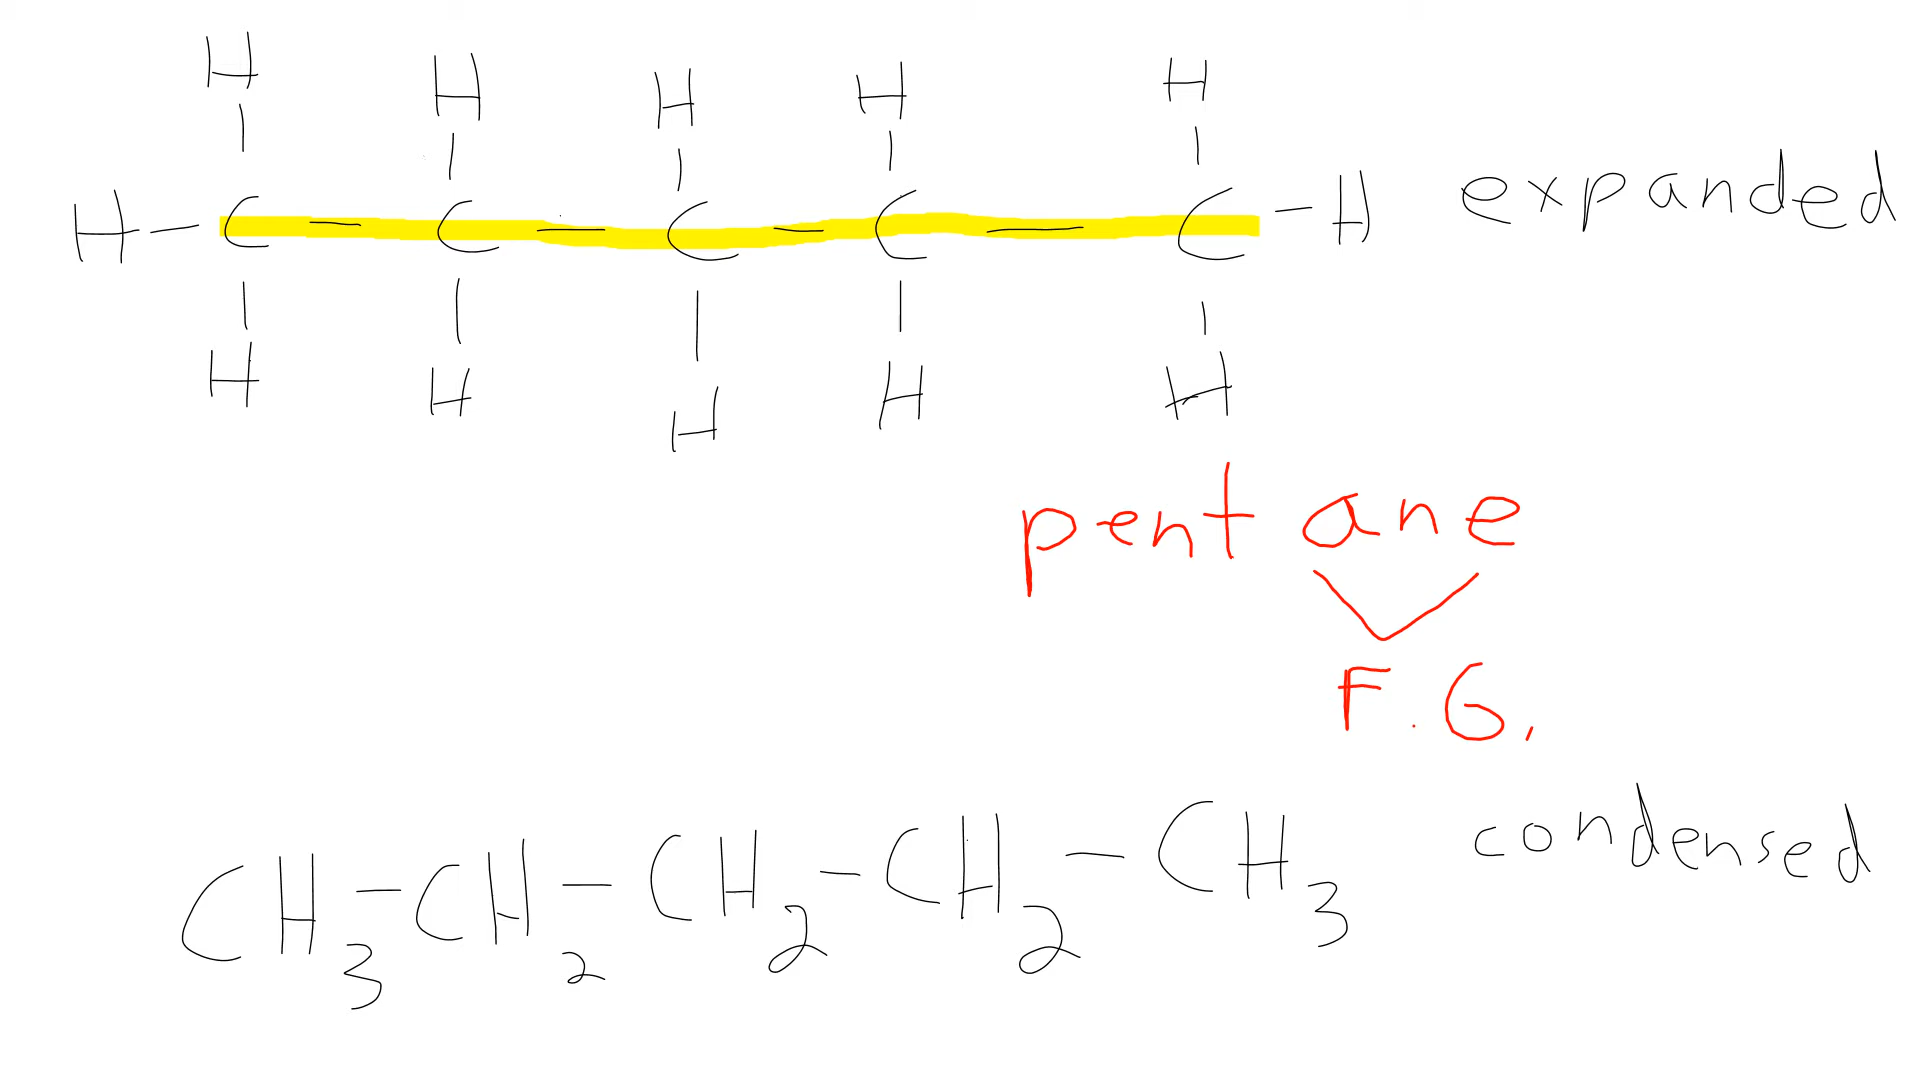 H H H H H
H - C - C - C - C - C - H expanded
H H H H H
pentane
F.G.
CH3-CH2-CH2-CH2-CH3 condensed